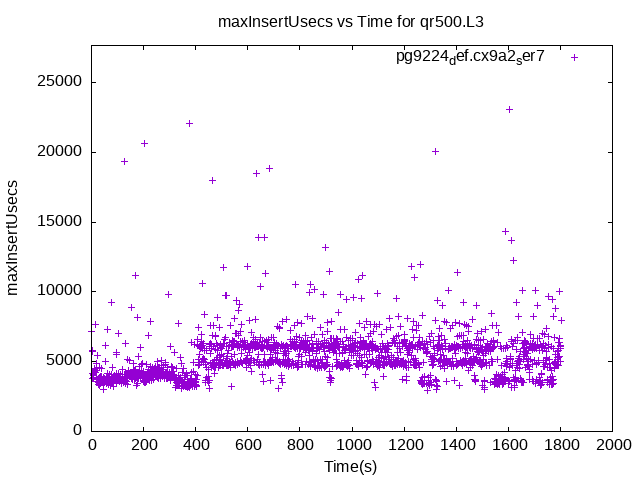 maxInsertUsecs vs Time for qr500.L3
pg9224_def.cx9a2_ser7
25000
20000
15000
10000
5000
0
maxInsertUsecs
0 200 400 600 800 1000 1200 1400 1600 1800 2000
Time(s)